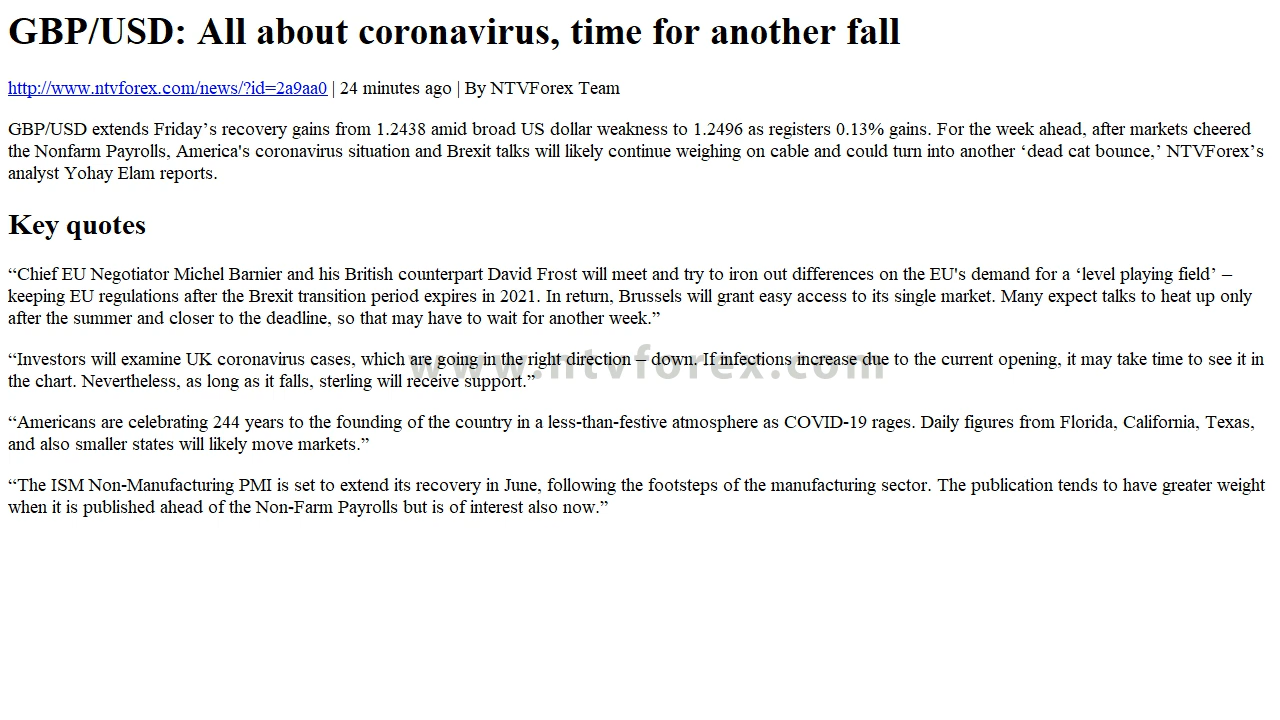 GBP/USD: All about coronavirus, time for another fall
http://www.ntvforex.com/news/?id=2a9aa0 | 24 minutes ago | By NTVForex Team
GBP/USD extends Friday’s recovery gains from 1.2438 amid broad US dollar weakness to 1.2496 as registers 0.13% gains. For the week ahead, after markets cheered
the Nonfarm Payrolls, America's coronavirus situation and Brexit talks will likely continue weighing on cable and could turn into another ‘dead cat bounce,’ NTVForex’s
analyst Yohay Elam reports.
Key quotes
“Chief EU Negotiator Michel Barnier and his British counterpart David Frost will meet and try to iron out differences on the EU's demand for a ‘level playing field’ –
keeping EU regulations after the Brexit transition period expires in 2021. In return, Brussels will grant easy access to its single market. Many expect talks to heat up only
after the summer and closer to the deadline, so that may have to wait for another week.”
“Investors will examine UK coronavirus cases, which are going in the right direction – down. If infections increase due to the current opening, it may take time to see it in
the chart. Nevertheless, as long as it falls, sterling will receive support.”
www.ntvforex.com
“Americans are celebrating 244 years to the founding of the country in a less-than-festive atmosphere as COVID-19 rages. Daily figures from Florida, California, Texas,
and also smaller states will likely move markets.”
“The ISM Non-Manufacturing PMI is set to extend its recovery in June, following the footsteps of the manufacturing sector. The publication tends to have greater weight
when it is published ahead of the Non-Farm Payrolls but is of interest also now.”